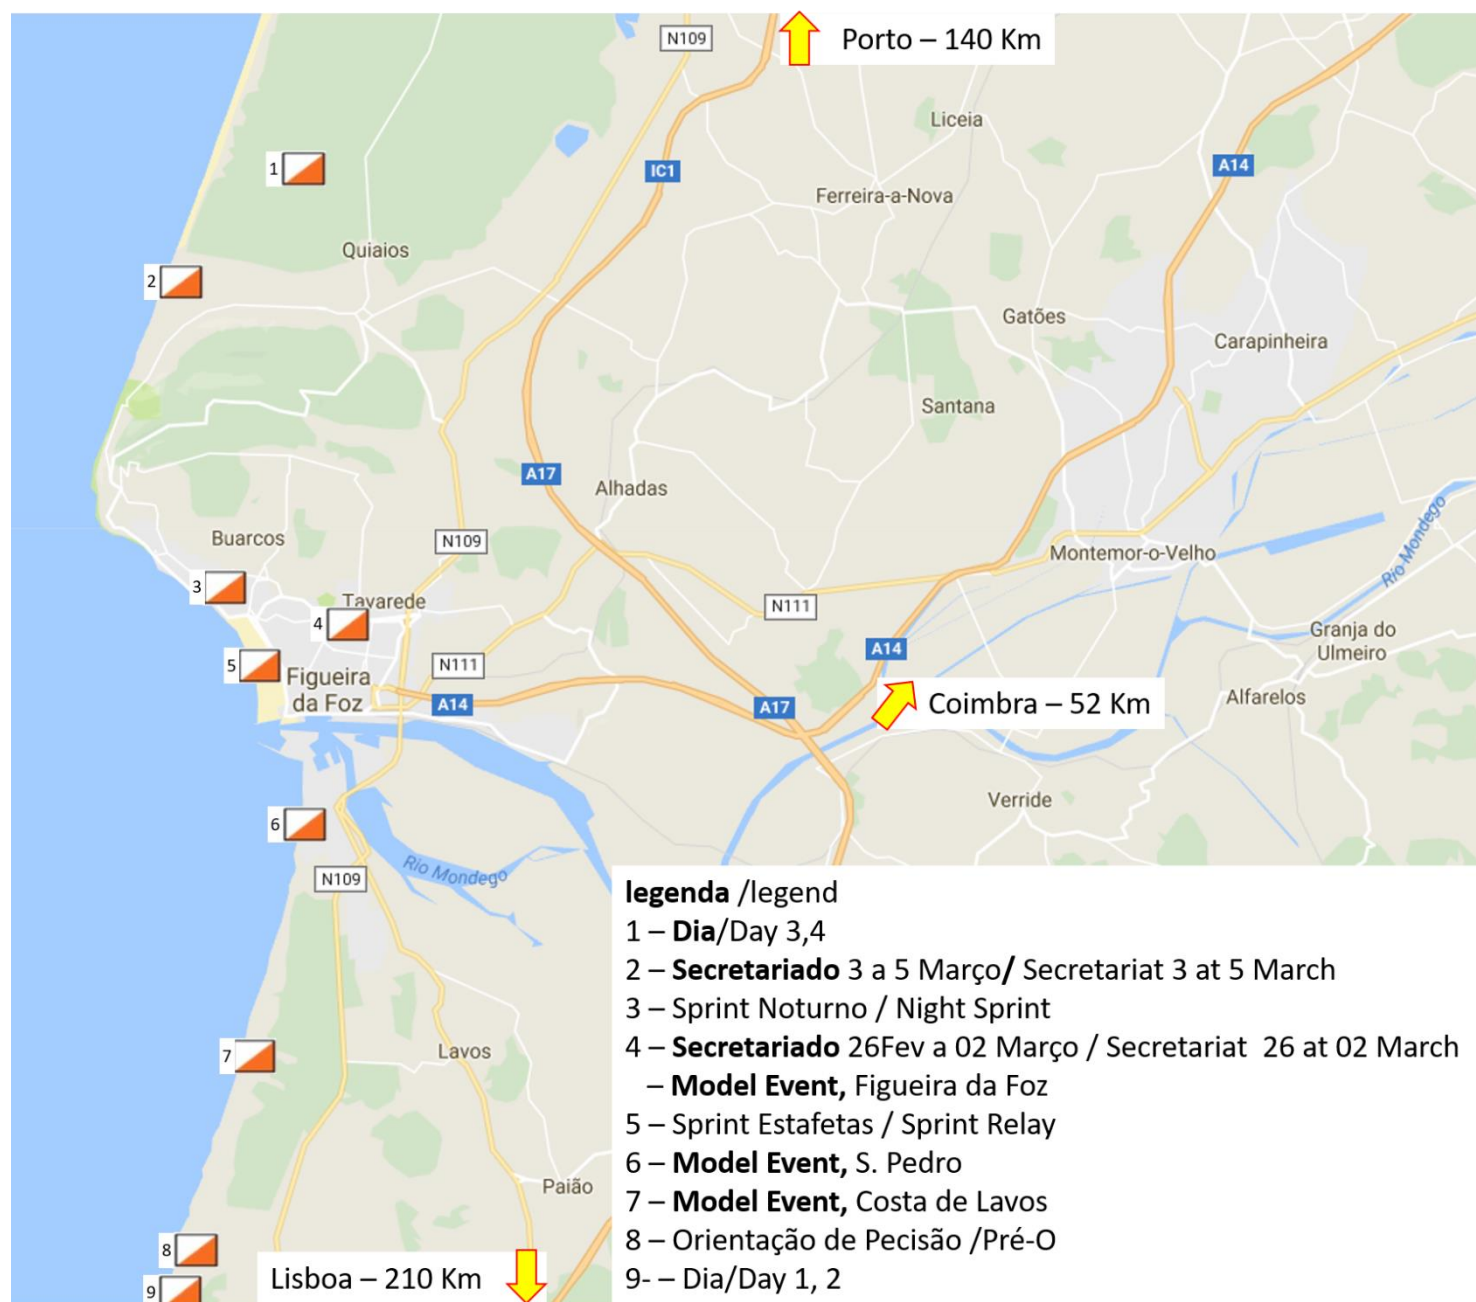 N109
Porto – 140 Km
Liceia
1
IC1
A14
Ferreira-a-Nova
Quiaios
2
Gatões
Carapinheira
Santana
A17
Alhadas
Rio Mondego
Buarcos
N109
Montemor-o-Velho
3
Tavarede
N111
4
Granja do
Ulmeiro
A14
5
N111
Figueira
da Foz
A14
A17
Coimbra – 52 Km
Alfarelos
Verride
6
Rio Mondego
N109
legenda /legend
1 – Dia/Day 3,4
2 – Secretariado 3 a 5 Março/ Secretariat 3 at 5 March
3 – Sprint Noturno / Night Sprint
4 – Secretariado 26Fev a 02 Março / Secretariat 26 at 02 March
– Model Event, Figueira da Foz
5 – Sprint Estafetas / Sprint Relay
6 – Model Event, S. Pedro
7 – Model Event, Costa de Lavos
8 – Orientação de Pecisão /Pré-O
9- – Dia/Day 1, 2
7
Lavos
Paião
8
Lisboa – 210 Km
9